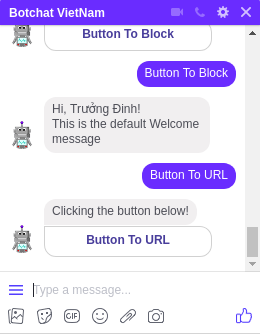 Botchat VietNam
Button To Block
Button To Block
Hi, Trưởng Đinh!
This is the default Welcome
message
Button To URL
Clicking the button below!
Button To URL
Type a message...
GIF